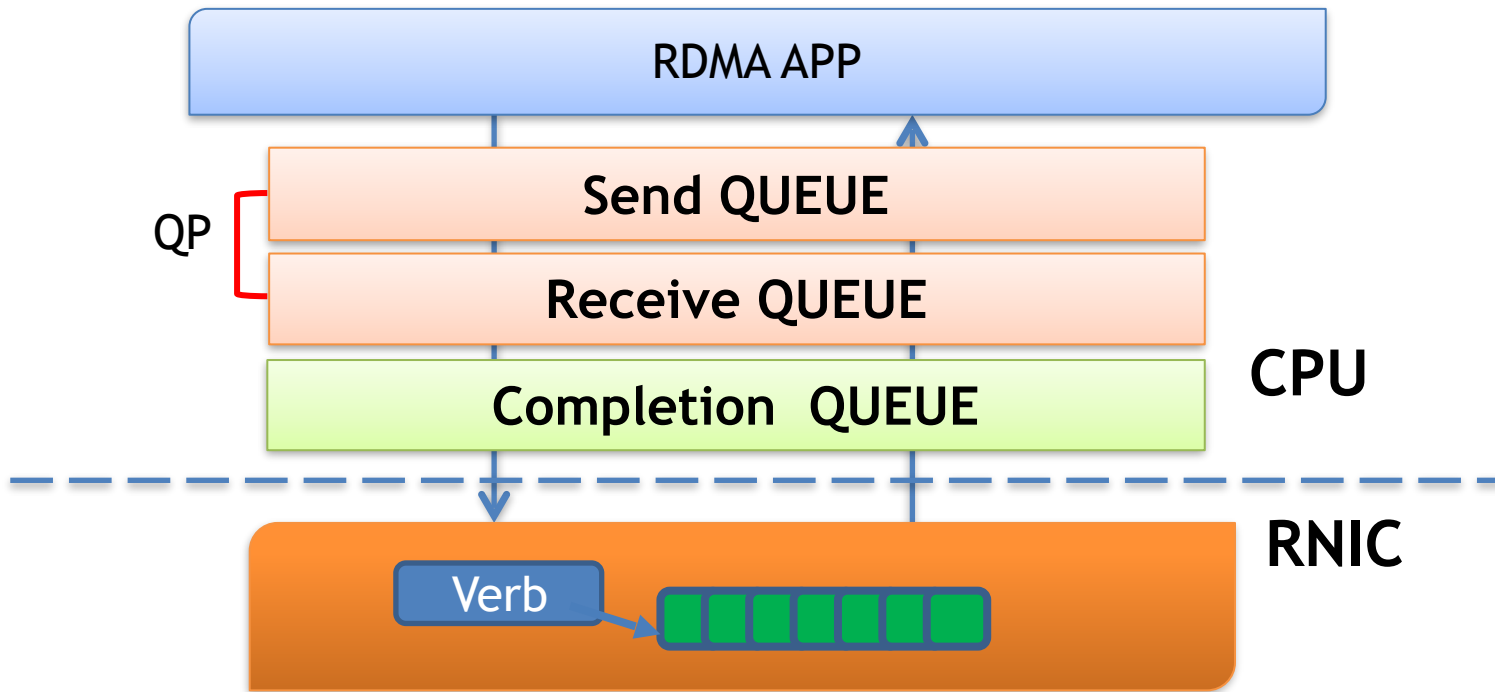 RDMA APP
Send QUEUE
QP
Receive QUEUE
CPU
Completion QUEUE
RNIC
Verb